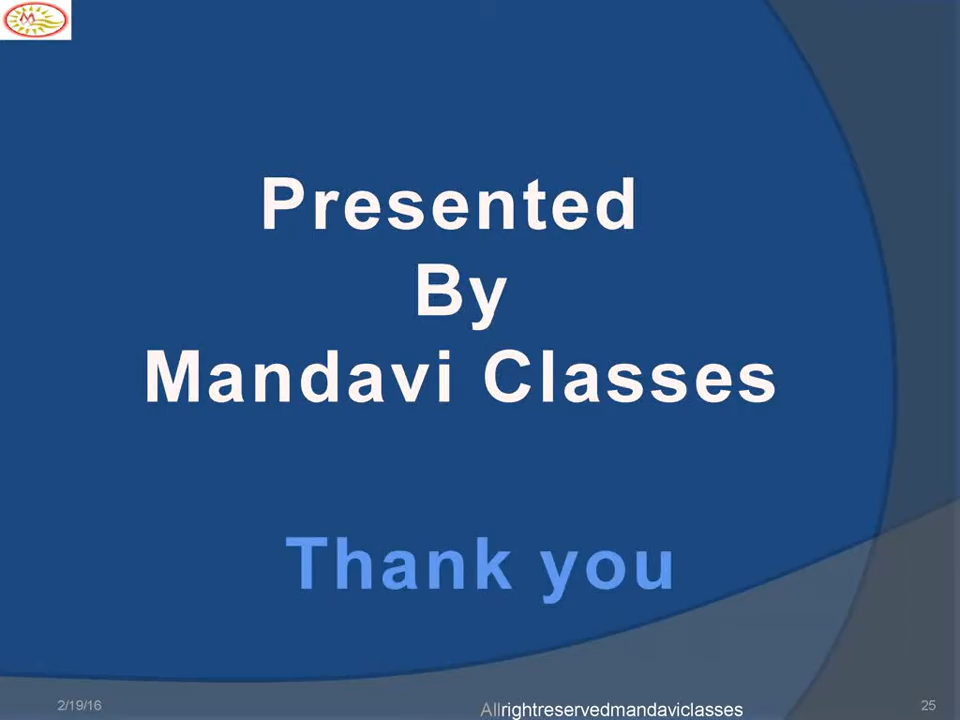 M
Presented
By
Mandavi Classes
Thank you
2/19/16
Allrightreservedmandaviclasses
25